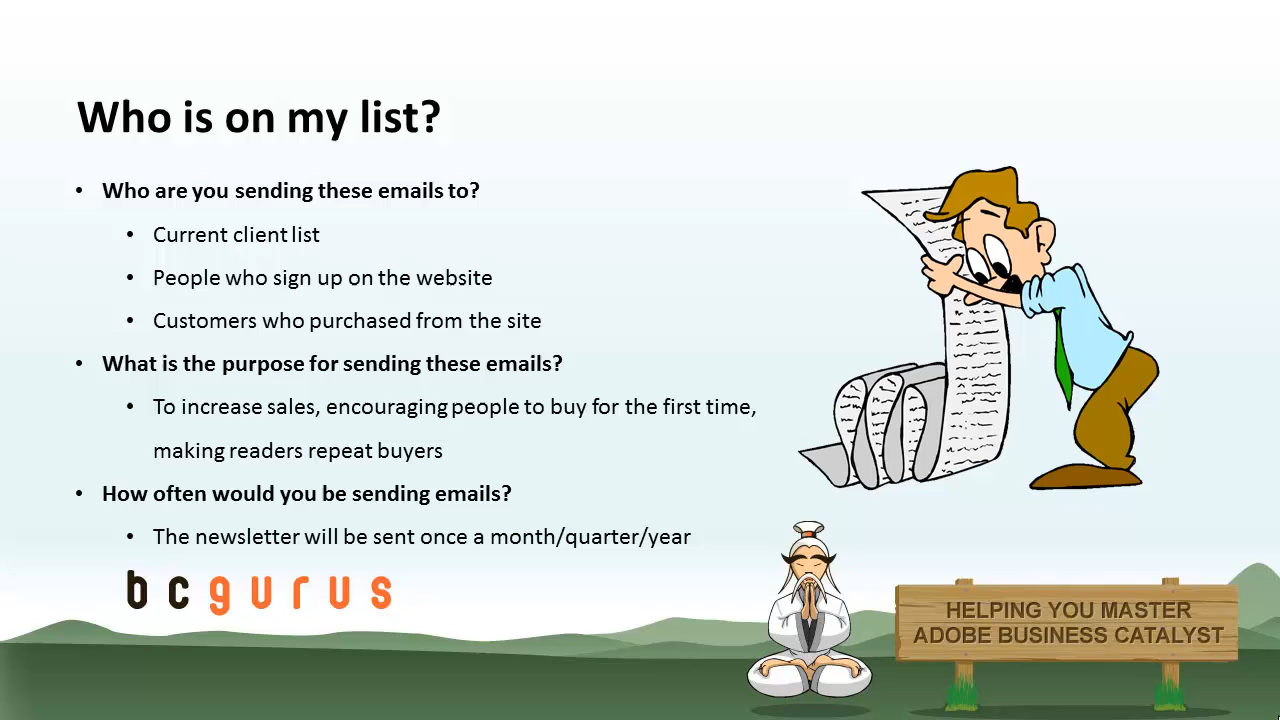 Who is on my list?
• Who are you sending these emails to?
• Current client list
• People who sign up on the website
• Customers who purchased from the site
• What is the purpose for sending these emails?
• To increase sales, encouraging people to buy for the first time,
making readers repeat buyers
• How often would you be sending emails?
• The newsletter will be sent once a month/quarter/year
bcgurus
HELPING YOU MASTER
ADOBE BUSINESS CATALYST